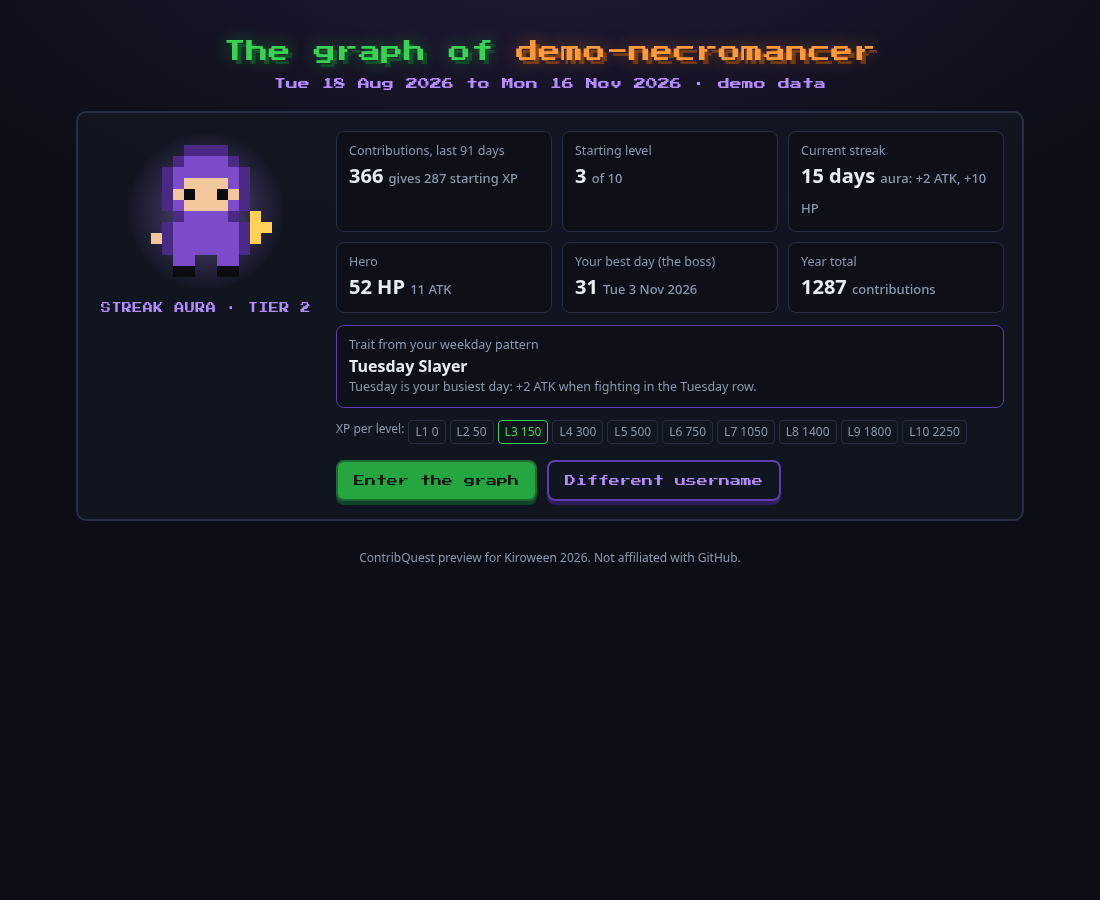 The graph of demo-necromancer
Tue 18 Aug 2026 to Mon 16 Nov 2026 · demo data
STREAK AURA · TIER 2
Contributions, last 91 days
366 gives 287 starting XP
Starting level
3 of 10
Current streak
15 days aura: +2 ATK, +10
HP
Hero
52 HP 11 ATK
Your best day (the boss)
31 Tue 3 Nov 2026
Year total
1287 contributions
Trait from your weekday pattern
Tuesday Slayer
Tuesday is your busiest day: +2 ATK when fighting in the Tuesday row.
XP per level: L1 0 L2 50 L3 150 L4 300 L5 500 L6 750 L7 1050 L8 1400 L9 1800 L10 2250
Enter the graph Different username
ContribQuest preview for Kiroween 2026. Not affiliated with GitHub.